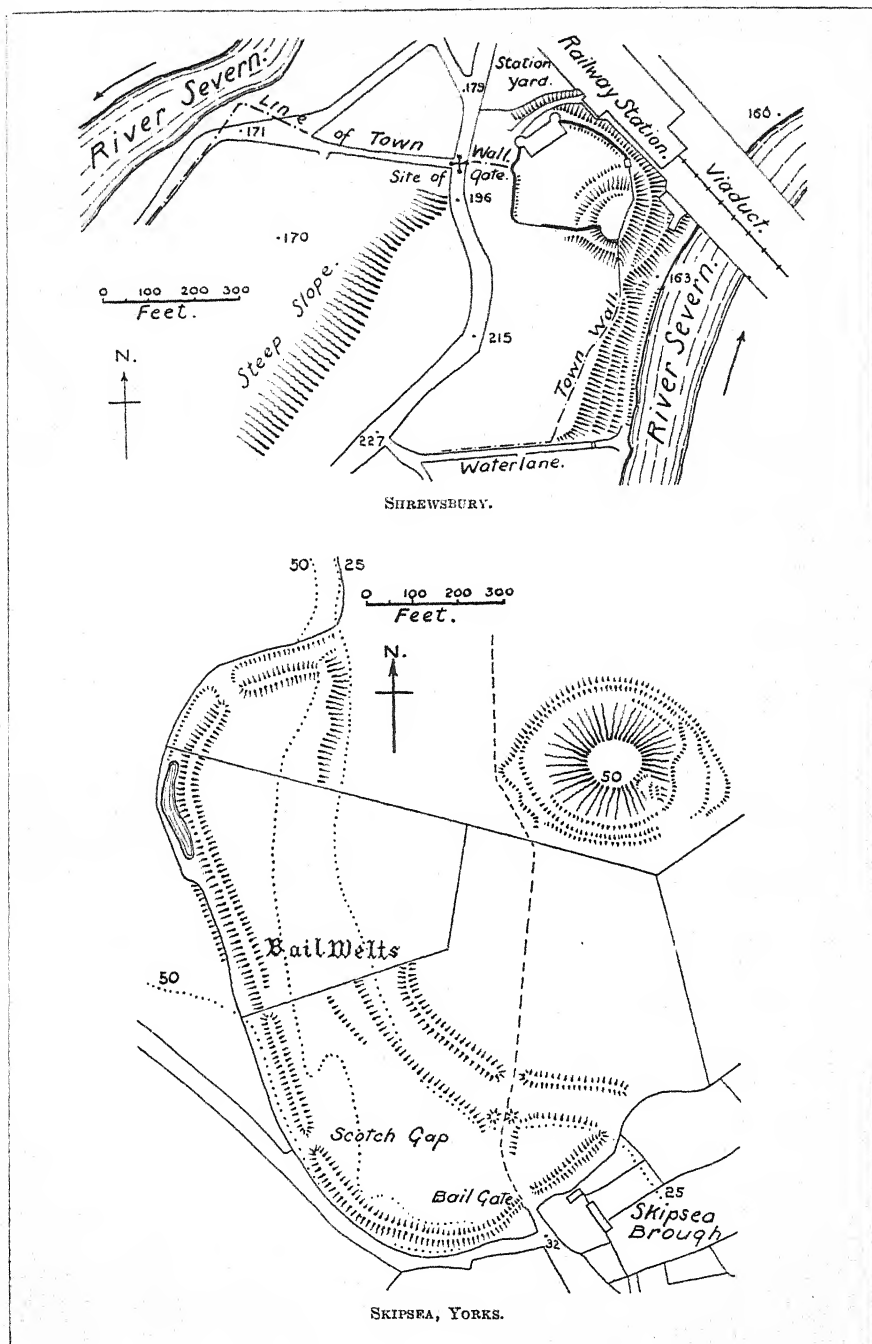 River Severn.
Line of Town Wall.
171
179
Station yard.
Railway Station.
160
Viaduct.
Site of Gate.
196
170
Steep Slope.
0 100 200 300
Feet.
N.
215
163
Town Wall
River Severn.
227
Waterlane.
SHREWSBURY.
50
25
0 100 200 300
Feet.
N.
50
Bail Welts
50
Scotch Gap
Bail Gate
25
Skipsea
Brough
32
SKIPSEA, YORKS.